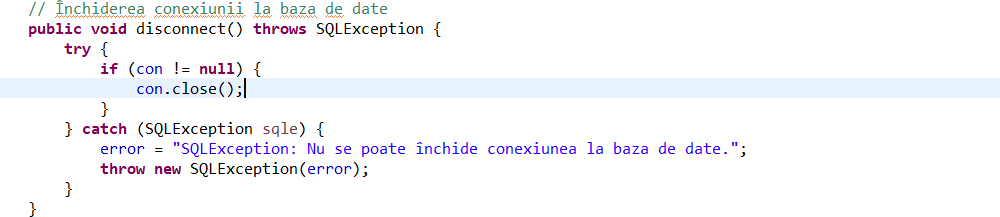 // Închiderea conexiunii la baza de date
public void disconnect() throws SQLException {
try {
if (con != null) {
con.close();
}
} catch (SQLException sqle) {
error = "SQLException: Nu se poate închide conexiunea la baza de date.";
throw new SQLException(error);
}
}